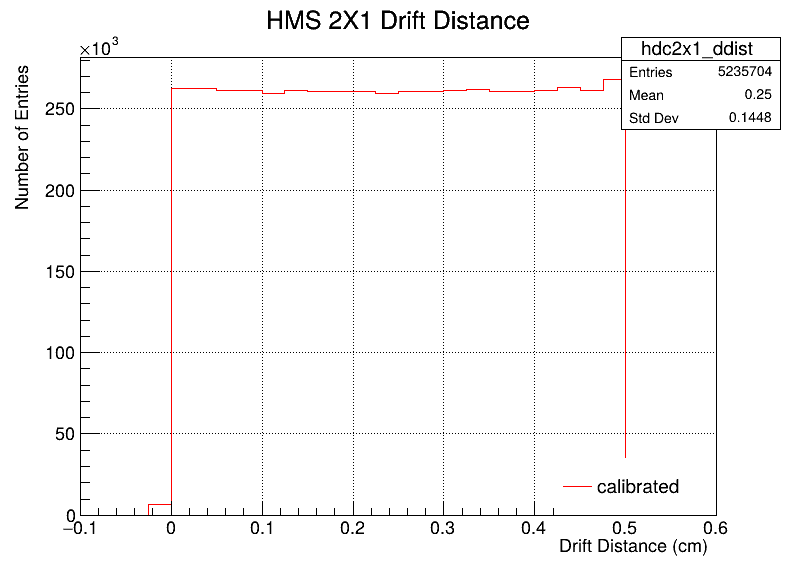 HMS 2X1 Drift Distance
×10³
hdc2x1_ddist
Entries 5235704
Mean 0.25
Std Dev 0.1448
Number of Entries
250
200
150
100
50
0
calibrated
−0.1 0 0.1 0.2 0.3 0.4 0.5 0.6
Drift Distance (cm)